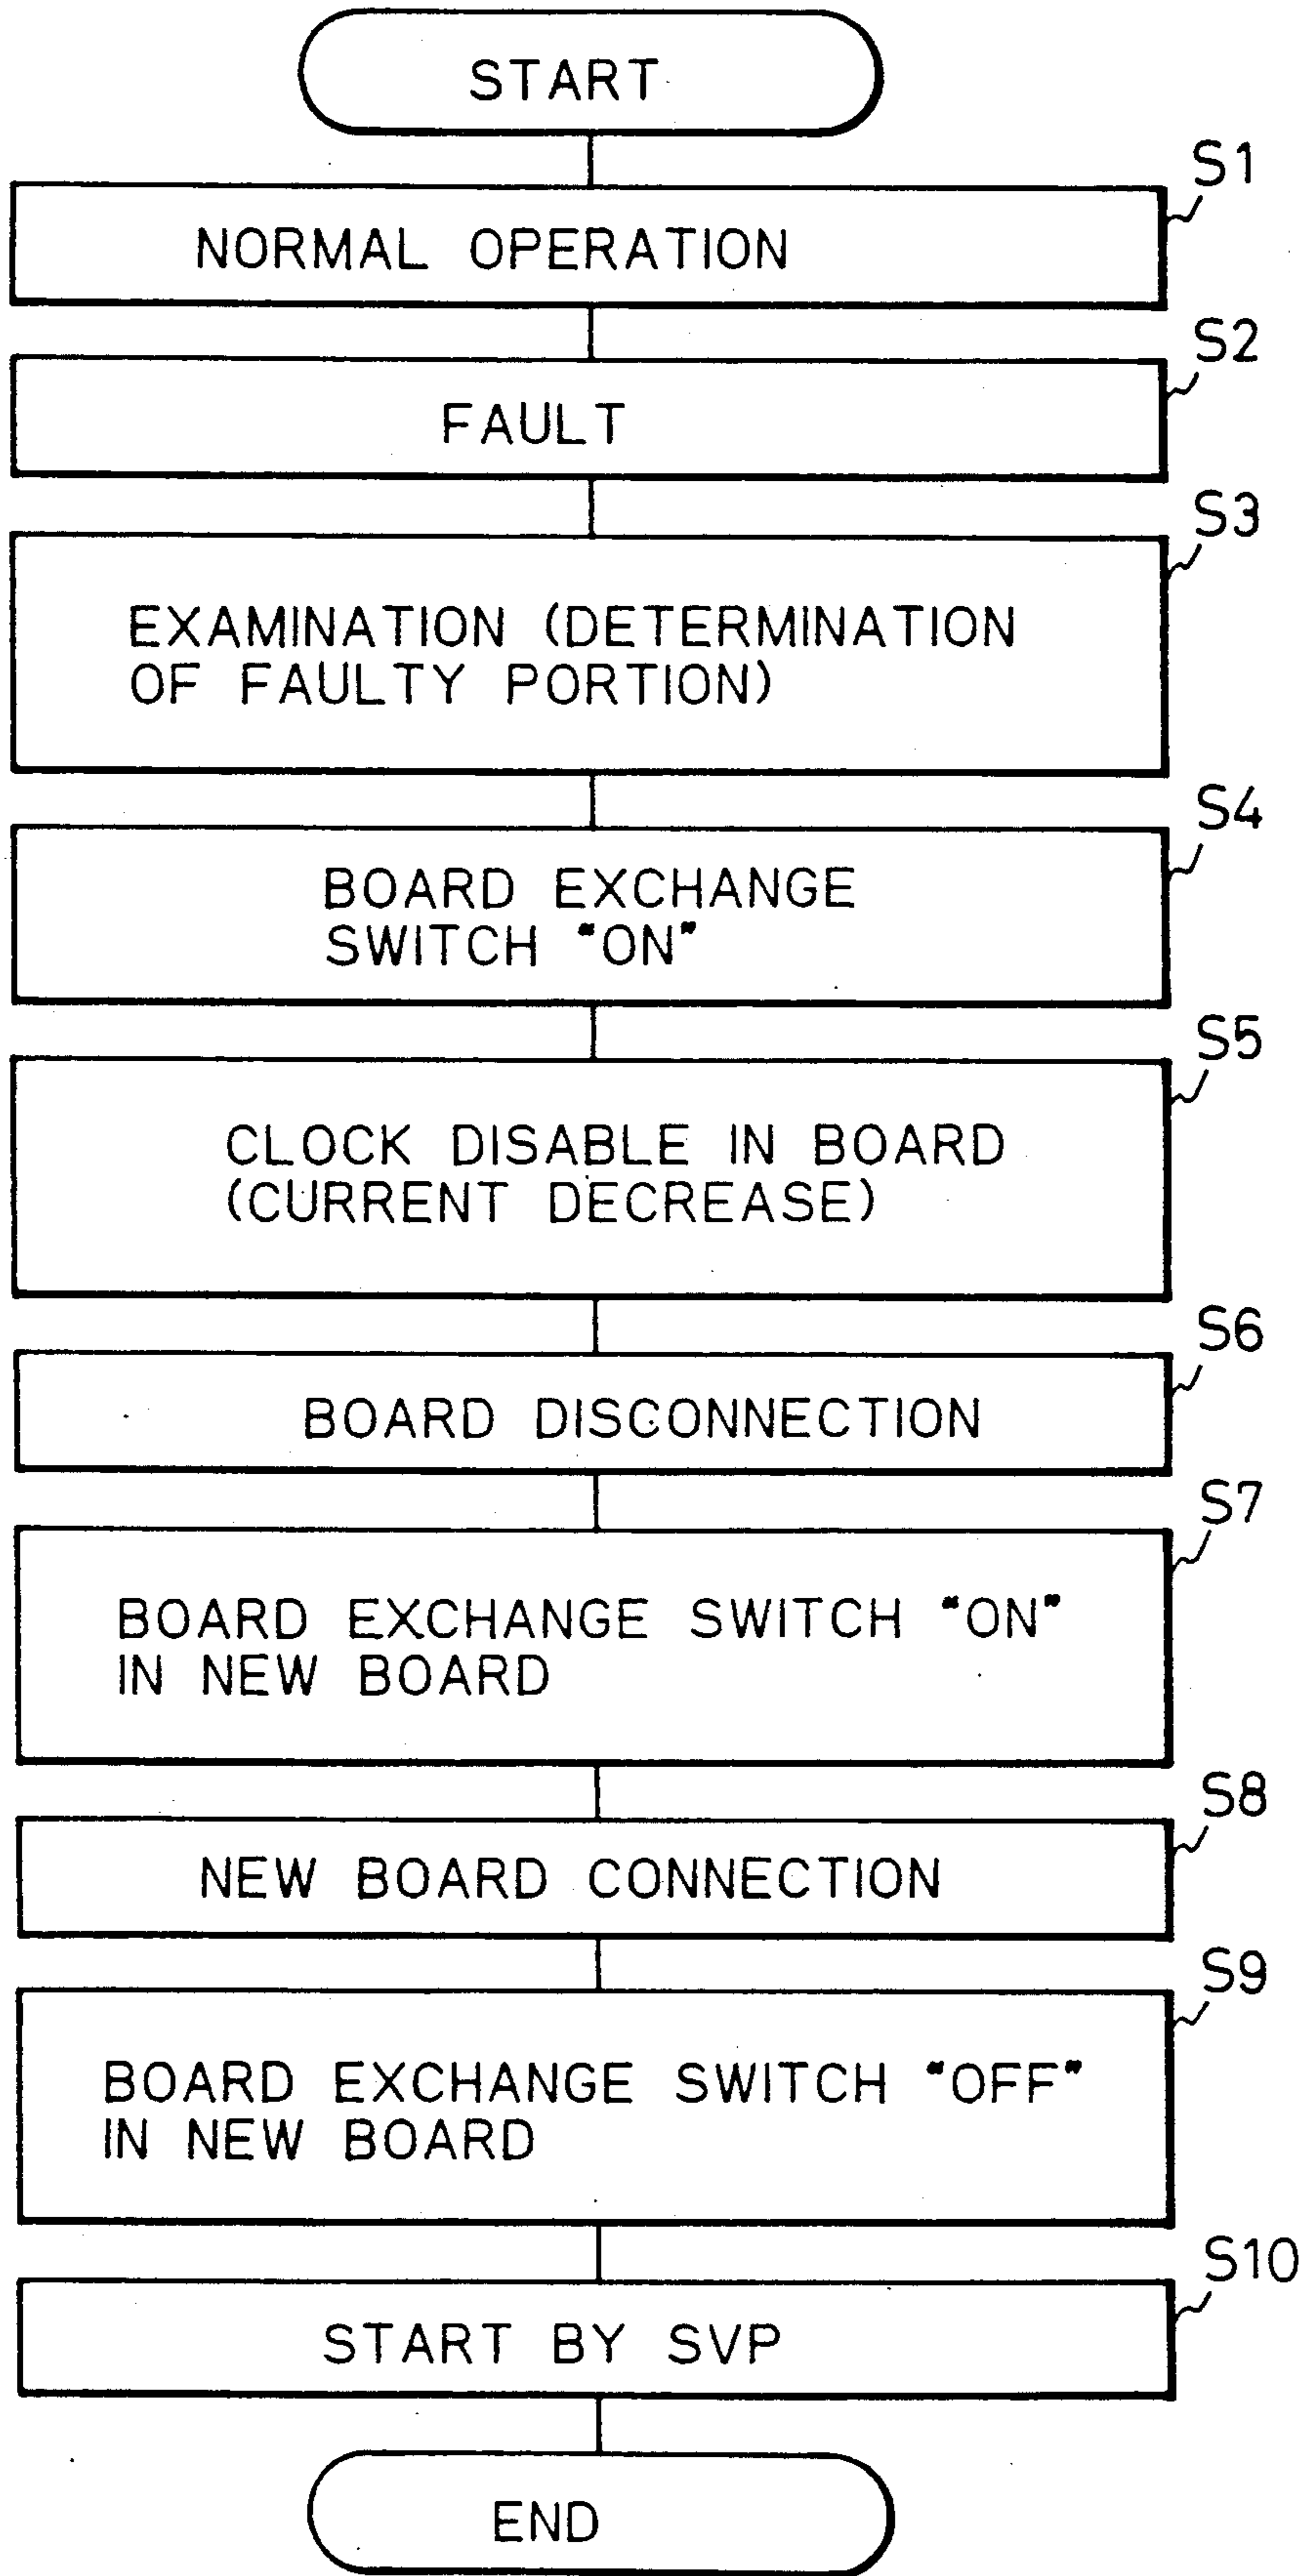 START
S1
NORMAL OPERATION
S2
FAULT
S3
EXAMINATION (DETERMINATION
OF FAULTY PORTION)
S4
BOARD EXCHANGE
SWITCH "ON"
S5
CLOCK DISABLE IN BOARD
(CURRENT DECREASE)
S6
BOARD DISCONNECTION
S7
BOARD EXCHANGE SWITCH "ON"
IN NEW BOARD
S8
NEW BOARD CONNECTION
S9
BOARD EXCHANGE SWITCH "OFF"
IN NEW BOARD
S10
START BY SVP
END